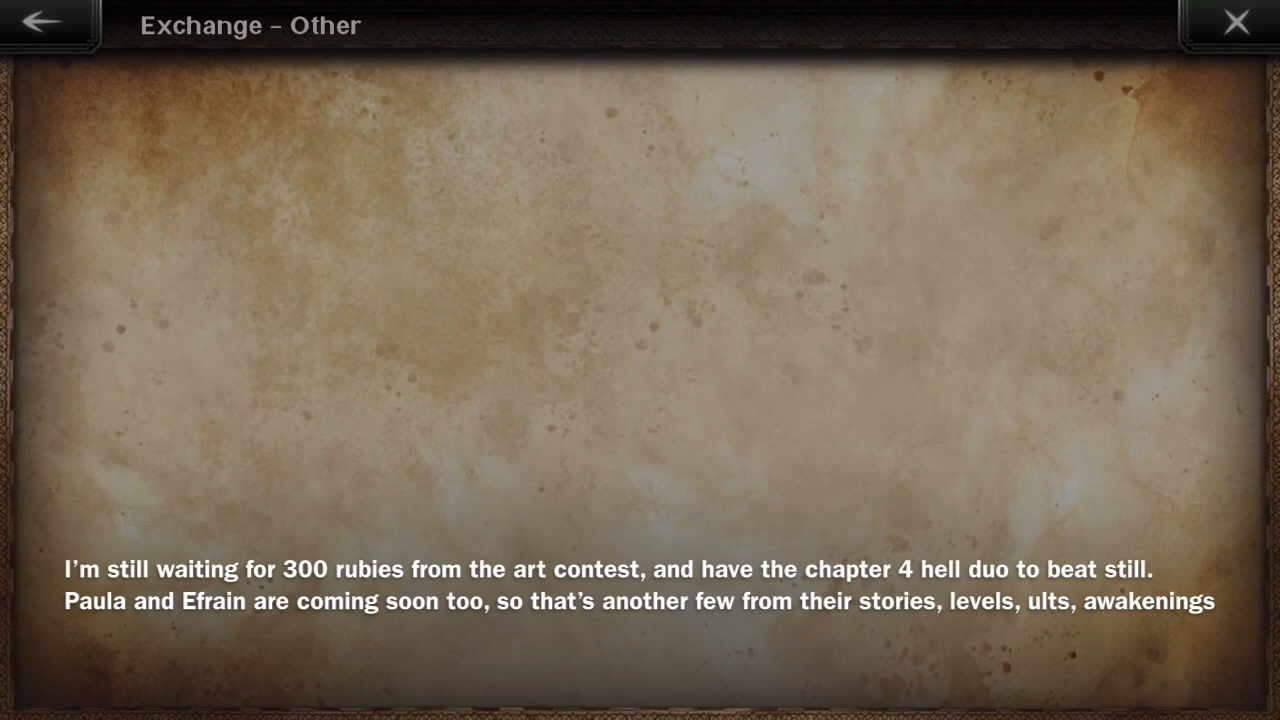 Exchange – Other
I’m still waiting for 300 rubies from the art contest, and have the chapter 4 hell duo to beat still.
Paula and Efrain are coming soon too, so that’s another few from their stories, levels, ults, awakenings